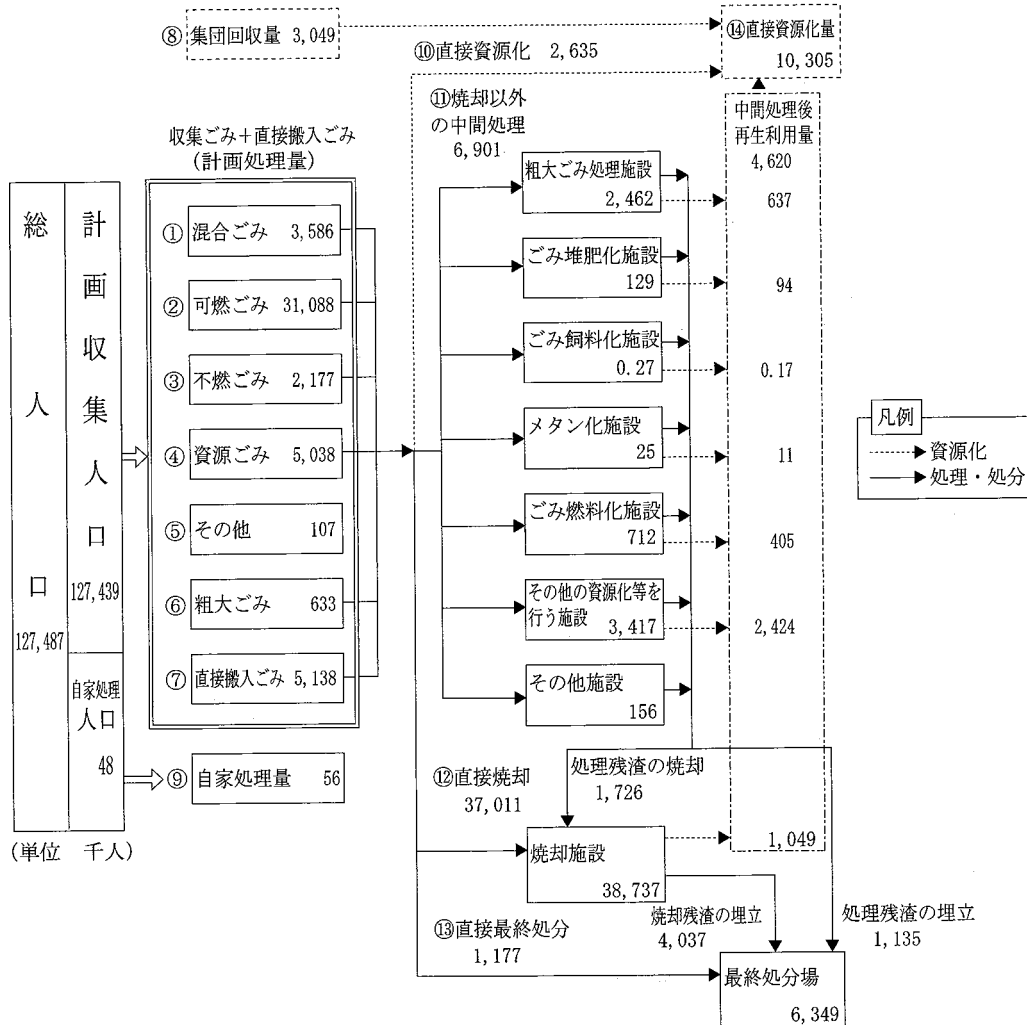 ⑧ 集団回収量 3,049
⑩直接資源化 2,635
⑭直接資源化量
10,305
⑪焼却以外
の中間処理
6,901
中間処理後
再生利用量
4,620
収集ごみ+直接搬入ごみ
(計画処理量)
総人口
127,487
計画収集人口
127,439
自家処理
人口
48
(単位 千人)
① 混合ごみ 3,586
② 可燃ごみ 31,088
③ 不燃ごみ 2,177
④ 資源ごみ 5,038
⑤ その他 107
⑥ 粗大ごみ 633
⑦ 直接搬入ごみ 5,138
⑨ 自家処理量 56
粗大ごみ処理施設
2,462
637
ごみ堆肥化施設
129
94
ごみ飼料化施設
0.27
0.17
メタン化施設
25
11
ごみ燃料化施設
712
405
その他の資源化等を
行う施設 3,417
2,424
その他施設
156
⑫直接焼却
37,011
処理残渣の焼却
1,726
焼却施設
38,737
1,049
⑬直接最終処分
1,177
焼却残渣の埋立
4,037
処理残渣の埋立
1,135
最終処分場
6,349
凡例
資源化
処理・処分